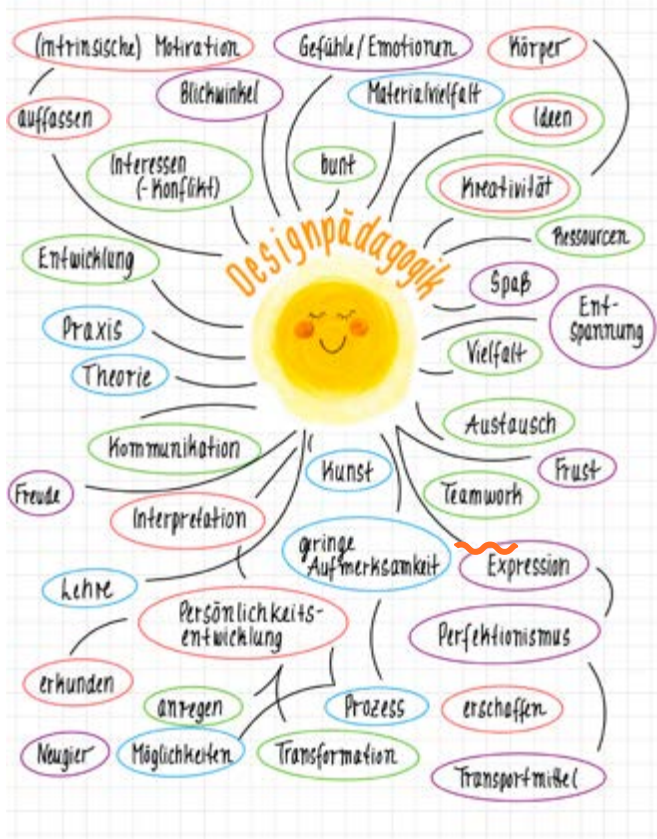 (intrinsische) Motivation
Gefühle/Emotionen
Körper
Blickwinkel
Materialvielfalt
auffassen
Ideen
Interessen
(-Konflikt)
bunt
Kreativität
Ressourcen
Designpädagogik
Entwicklung
Spaß
Ent-
spannung
Praxis
Vielfalt
Theorie
Austausch
Kommunikation
Kunst
Frust
Freude
Teamwork
Interpretation
geringe
Aufmerksamkeit
Expression
Lehre
Persönlichkeits-
entwicklung
Perfektionismus
erkunden
anregen
Prozess
erschaffen
Neugier
Möglichkeiten
Transformation
Transportmittel